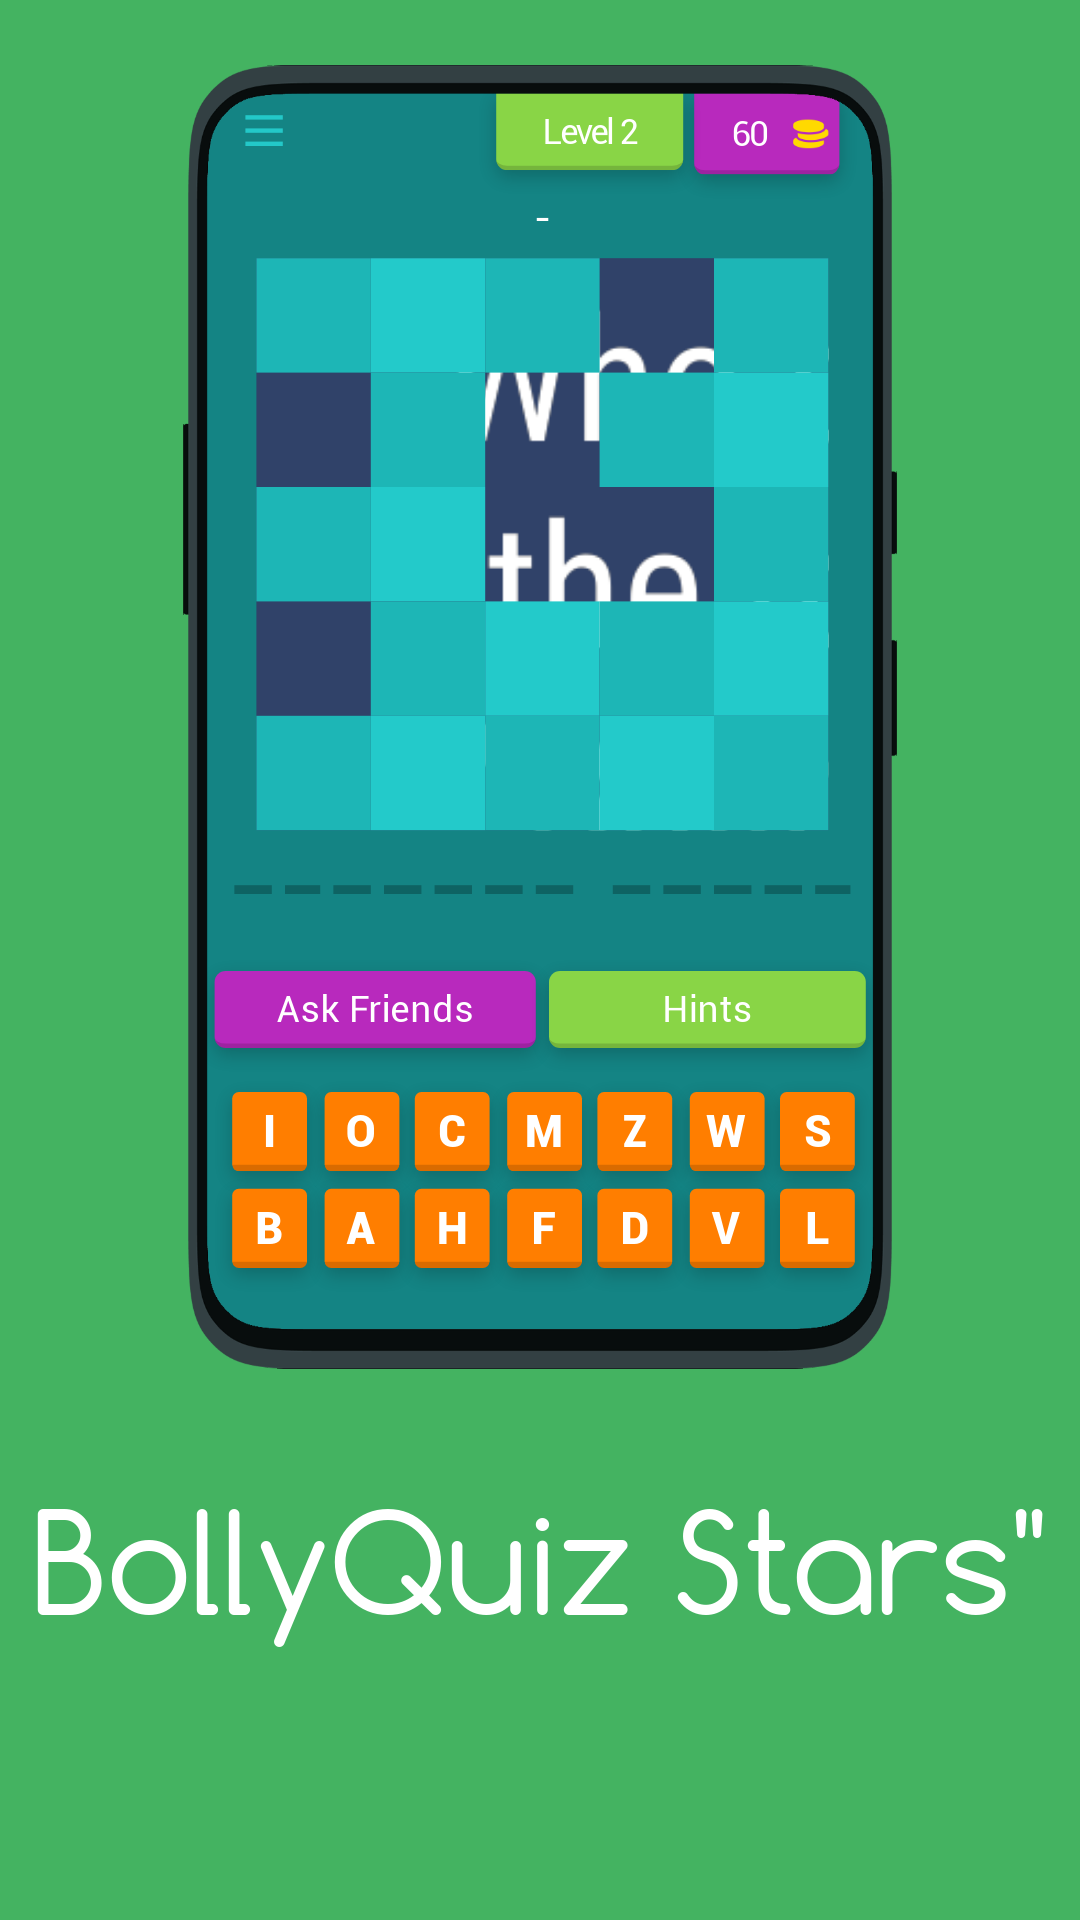 Level 2
60
-
the
Ask Friends
Hints
I O C M Z W S
B A H F D V L
BollyQuiz Stars"